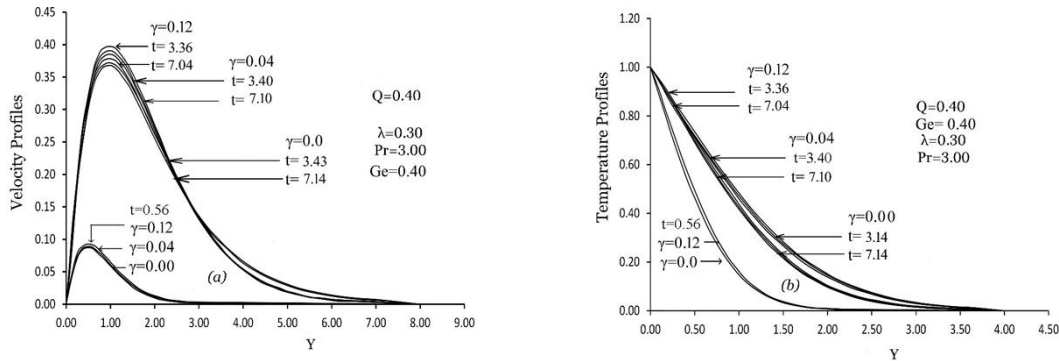 0.45
0.40
0.35
0.30
0.25
0.20
0.15
0.10
0.05
0.00
Velocity Profiles
γ=0.12
t= 3.36
t= 7.04
γ=0.04
t= 3.40
t= 7.10
γ=0.0
t= 3.43
t= 7.14
Q=0.40
λ=0.30
Pr=3.00
Ge=0.40
t=0.56
γ=0.12
γ=0.04
γ=0.00
(a)
0.00 1.00 2.00 3.00 4.00 5.00 6.00 7.00 8.00 9.00
Y
1.20
1.00
0.80
0.60
0.40
0.20
0.00
Temperature Profiles
γ=0.12
t= 3.36
t= 7.04
γ=0.04
t=3.40
t= 7.10
γ=0.00
t= 3.14
t= 7.14
Q=0.40
Ge= 0.40
λ=0.30
Pr=3.00
t=0.56
γ=0.12
γ=0.0
(b)
0.00 0.50 1.00 1.50 2.00 2.50 3.00 3.50 4.00 4.50
Y